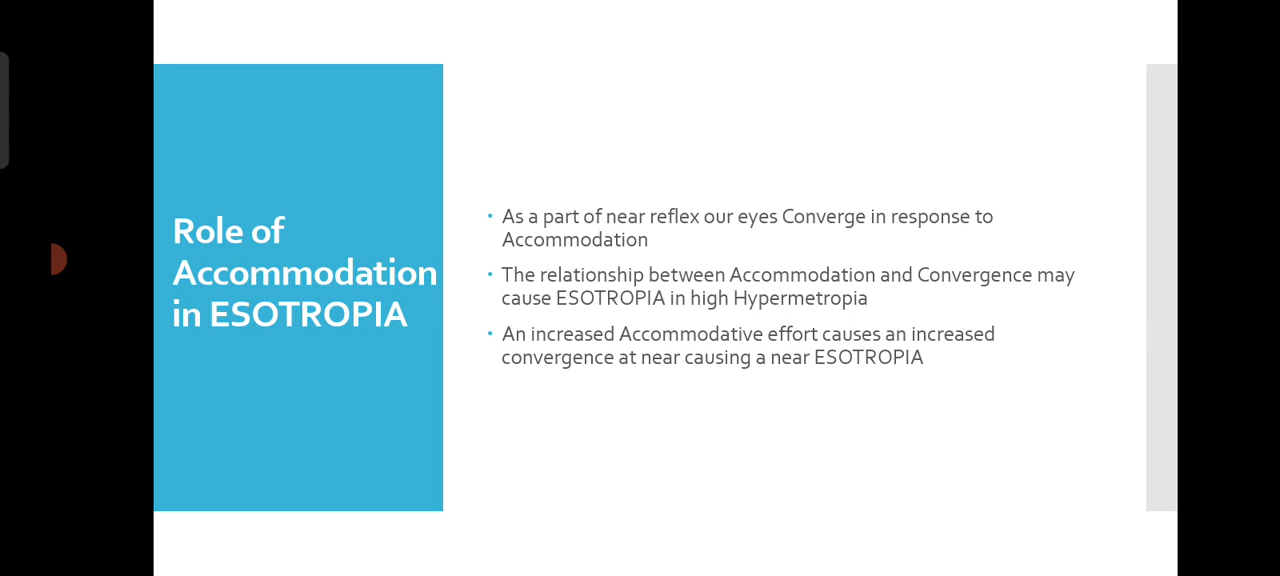 Role of
Accommodation
in ESOTROPIA
• As a part of near reflex our eyes Converge in response to
Accommodation
• The relationship between Accommodation and Convergence may
cause ESOTROPIA in high Hypermetropia
• An increased Accommodative effort causes an increased
convergence at near causing a near ESOTROPIA